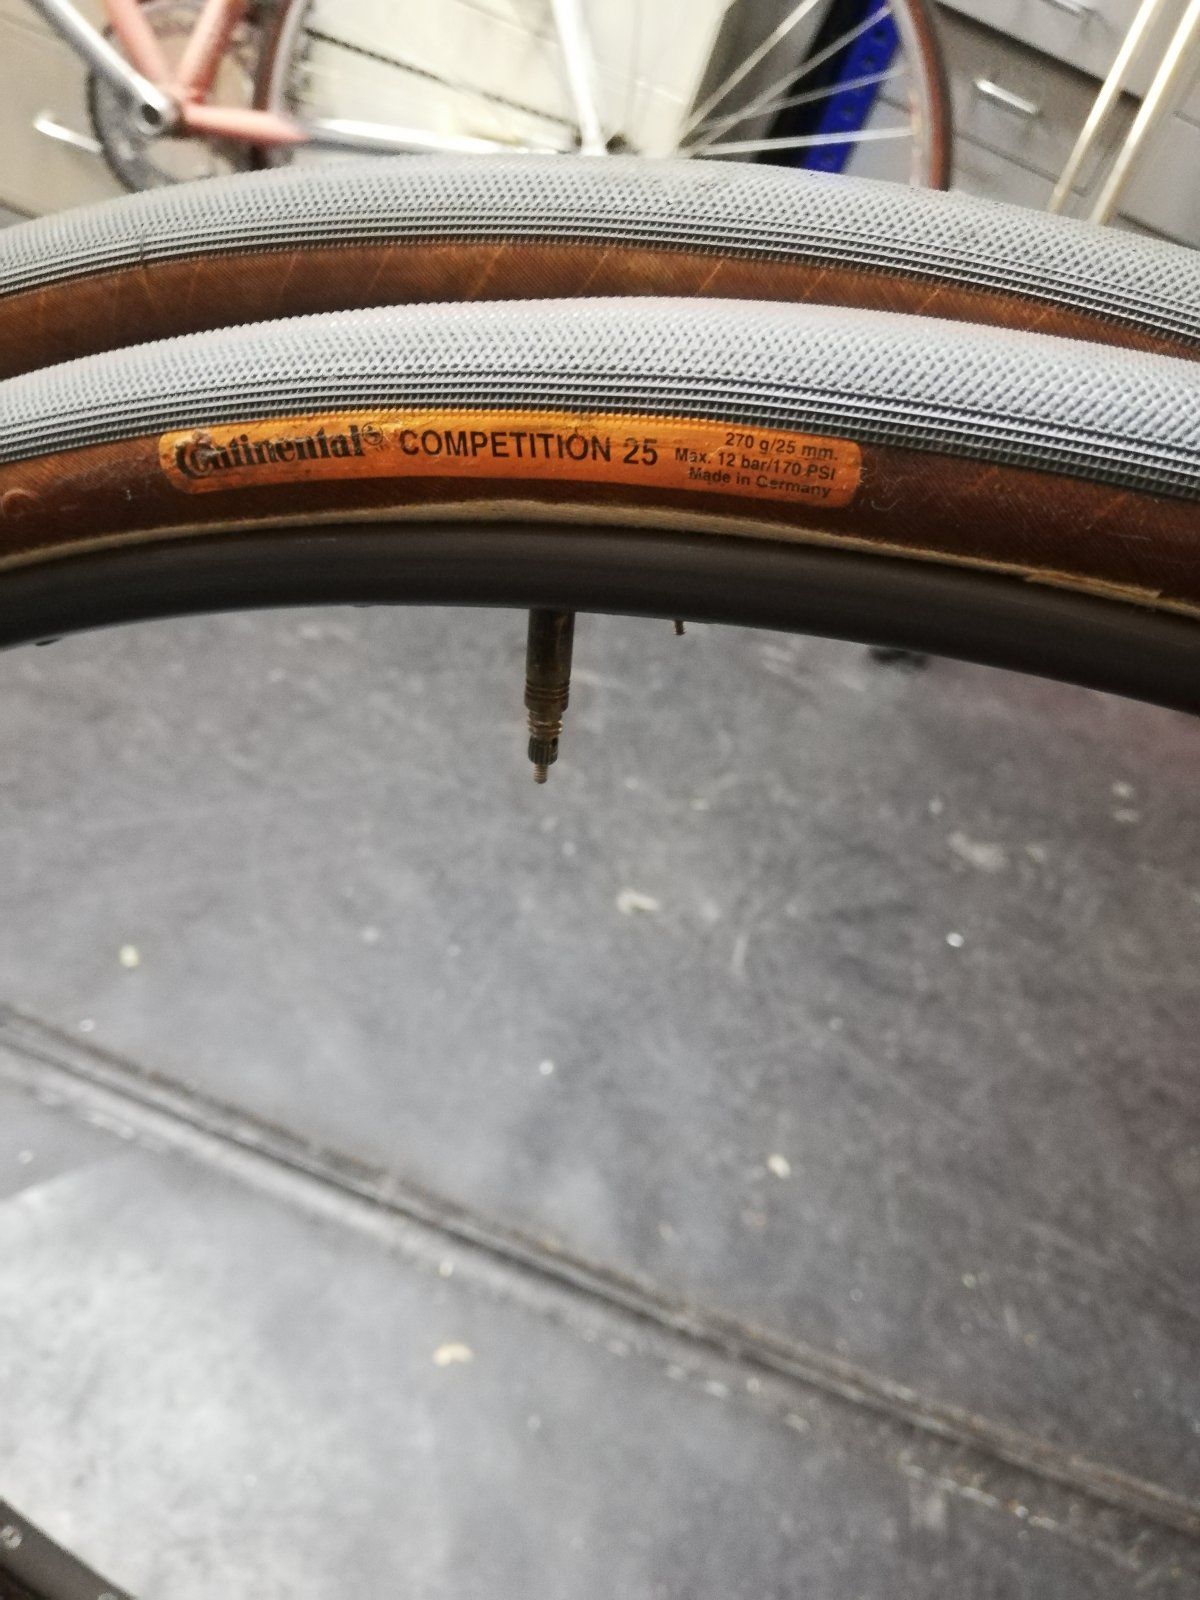 Continental COMPETITION 25
270 g/25 mm.
Max. 12 bar/170 PSI
Made in Germany